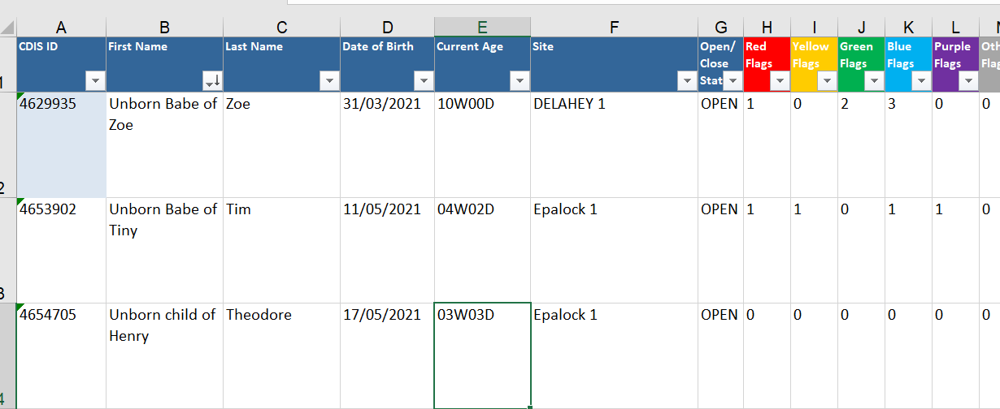 A B C D E F G H I J K L
CDIS ID First Name Last Name Date of Birth Current Age Site Open/ Red Yellow Green Blue Purple
Close Flags Flags Flags Flags Flags
1
4629935 Unborn Babe of Zoe 31/03/2021 10W00D DELAHEY 1 OPEN 1 0 2 3 0 0
Zoe
2
4653902 Unborn Babe of Tim 11/05/2021 04W02D Epalock 1 OPEN 1 1 0 1 1 0
Tiny
3
4654705 Unborn child of Theodore 17/05/2021 03W03D Epalock 1 OPEN 0 0 0 0 0 0
Henry
4